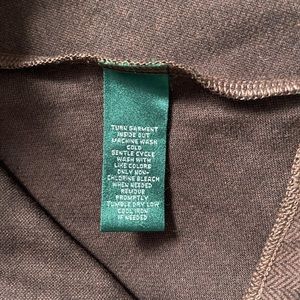 TURN GARMENT
INSIDE OUT
MACHINE WASH
COLD
GENTLE CYCLE
WASH WITH
LIKE COLORS
ONLY NON-
CHLORINE BLEACH
WHEN NEEDED
REMOVE
PROMPTLY
TUMBLE DRY LOW
COOL IRON
IF NEEDED